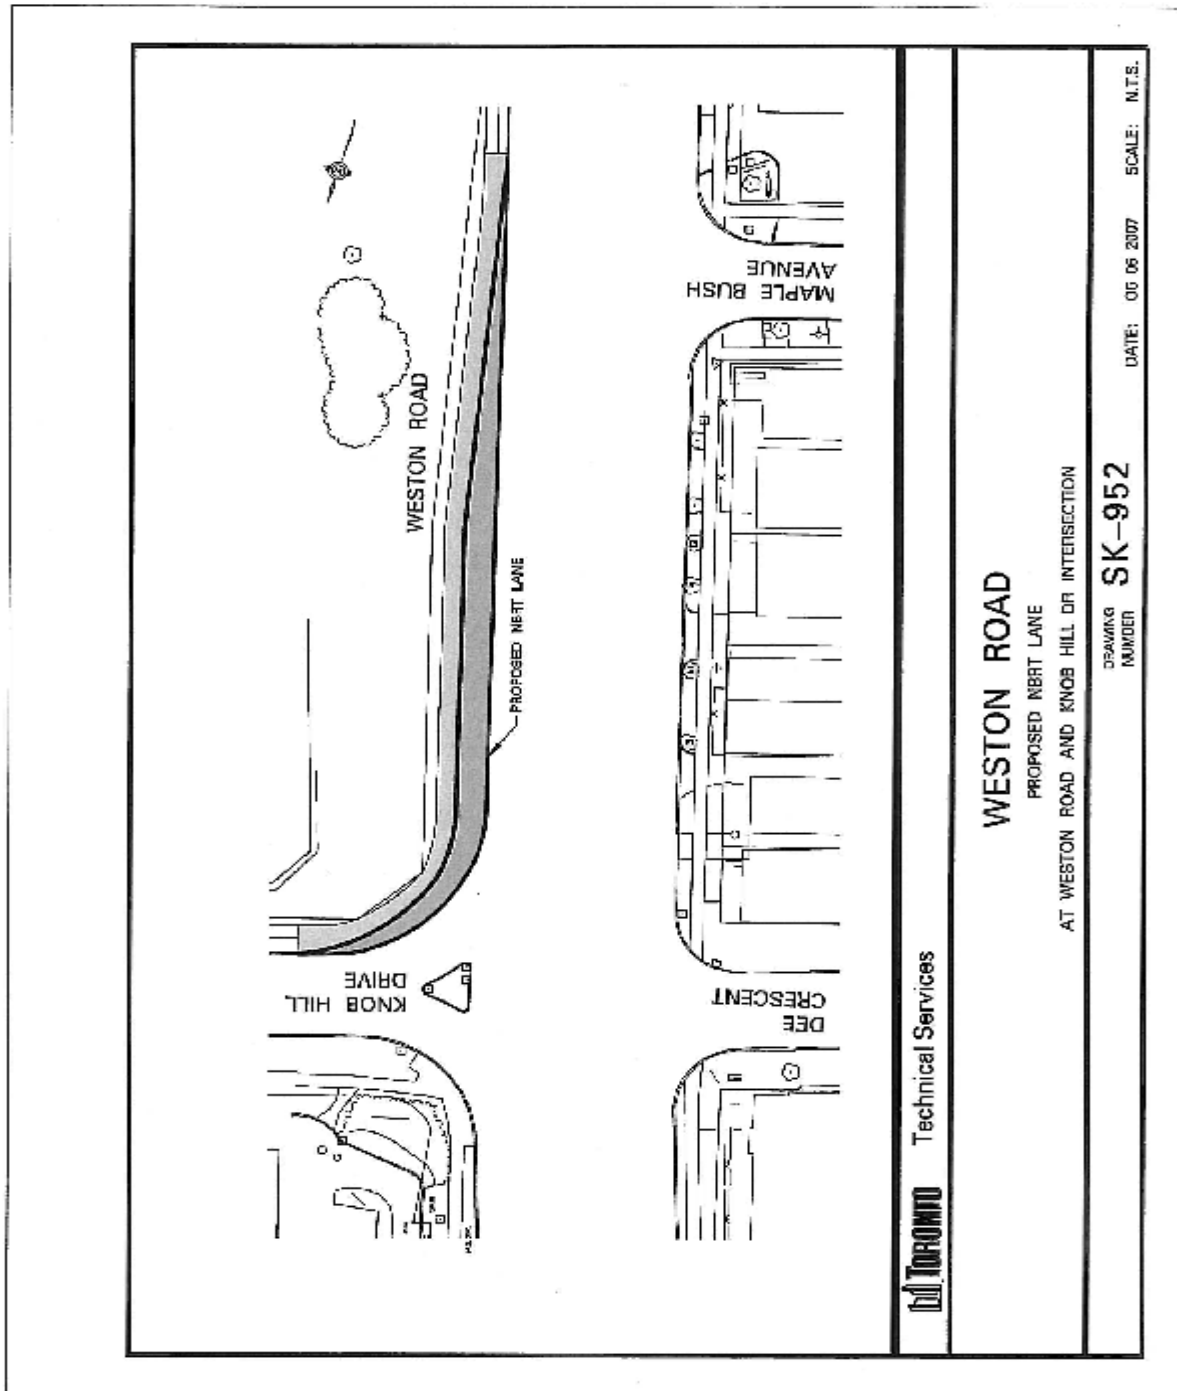 WESTON ROAD
PROPOSED NBRT LANE
MAPLE BUSH
AVENUE
KNOB HILL
DRIVE
DEE
CRESCENT
TORONTO
Technical Services
WESTON ROAD
PROPOSED NBRT LANE
AT WESTON ROAD AND KNOB HILL DR INTERSECTION
DRAWING
NUMBER
SK-952
DATE: 06 06 2007
SCALE: N.T.S.